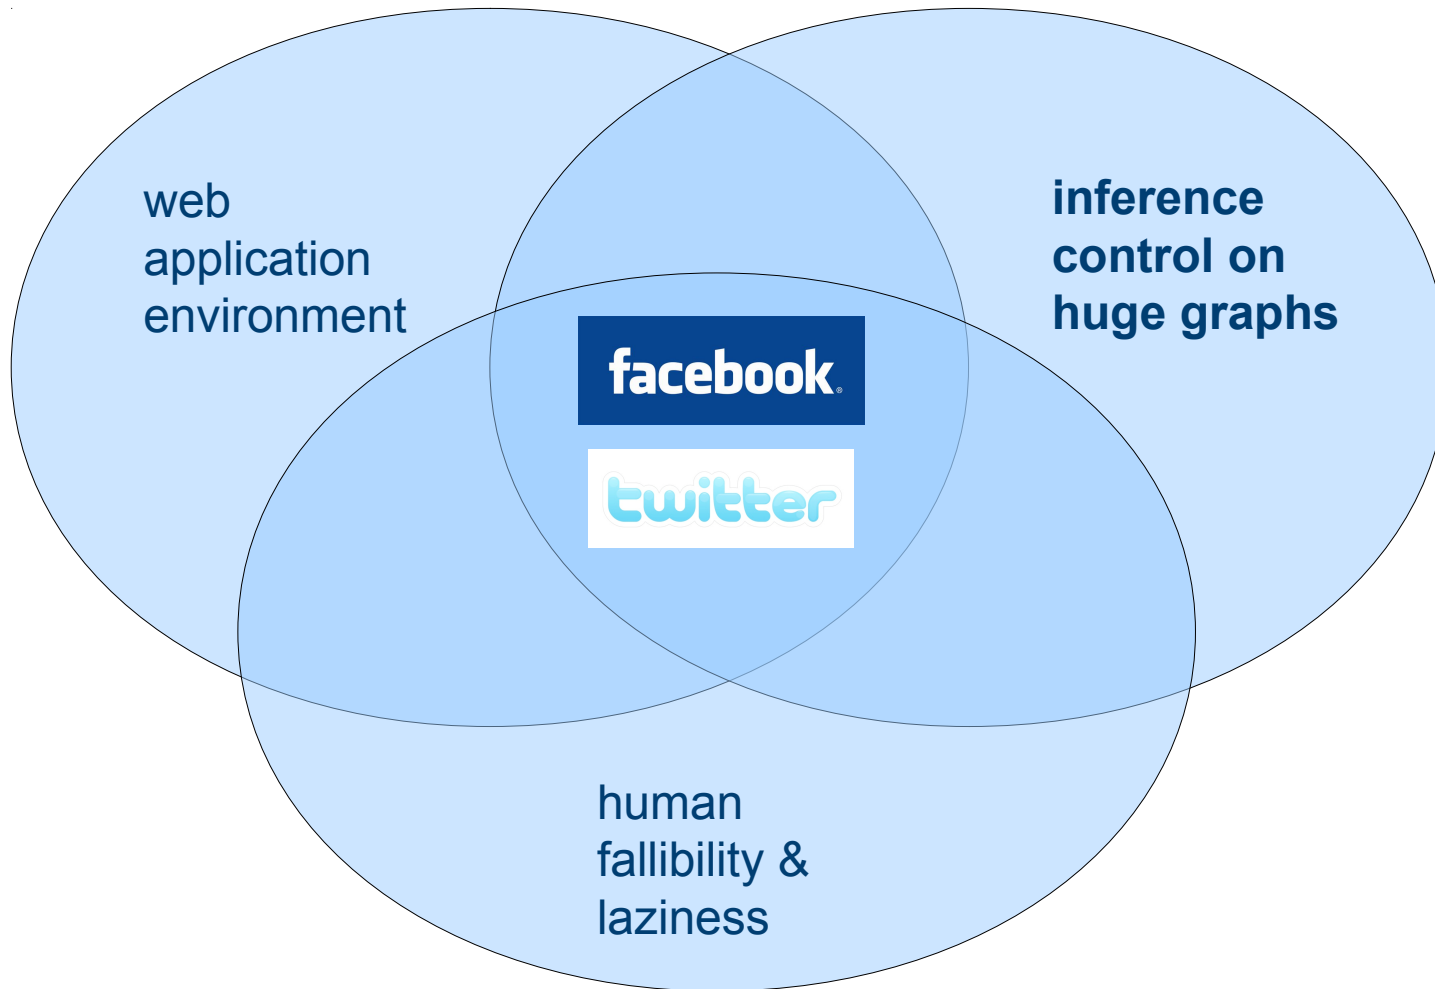 web
application
environment
inference
control on
huge graphs
facebook®
twitter
human
fallibility &
laziness